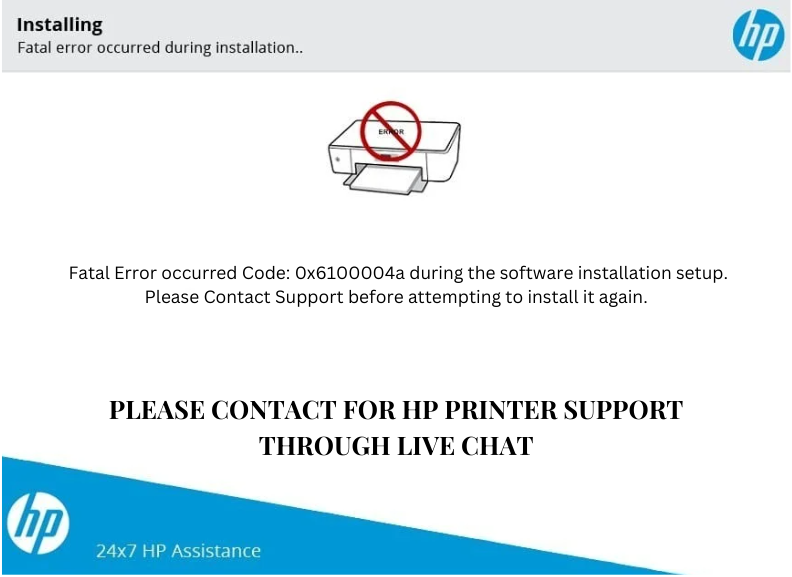 Installing
Fatal error occurred during installation..
hp
ERROR
Fatal Error occurred Code: 0x6100004a during the software installation setup.
Please Contact Support before attempting to install it again.
PLEASE CONTACT FOR HP PRINTER SUPPORT
THROUGH LIVE CHAT
hp
24x7 HP Assistance